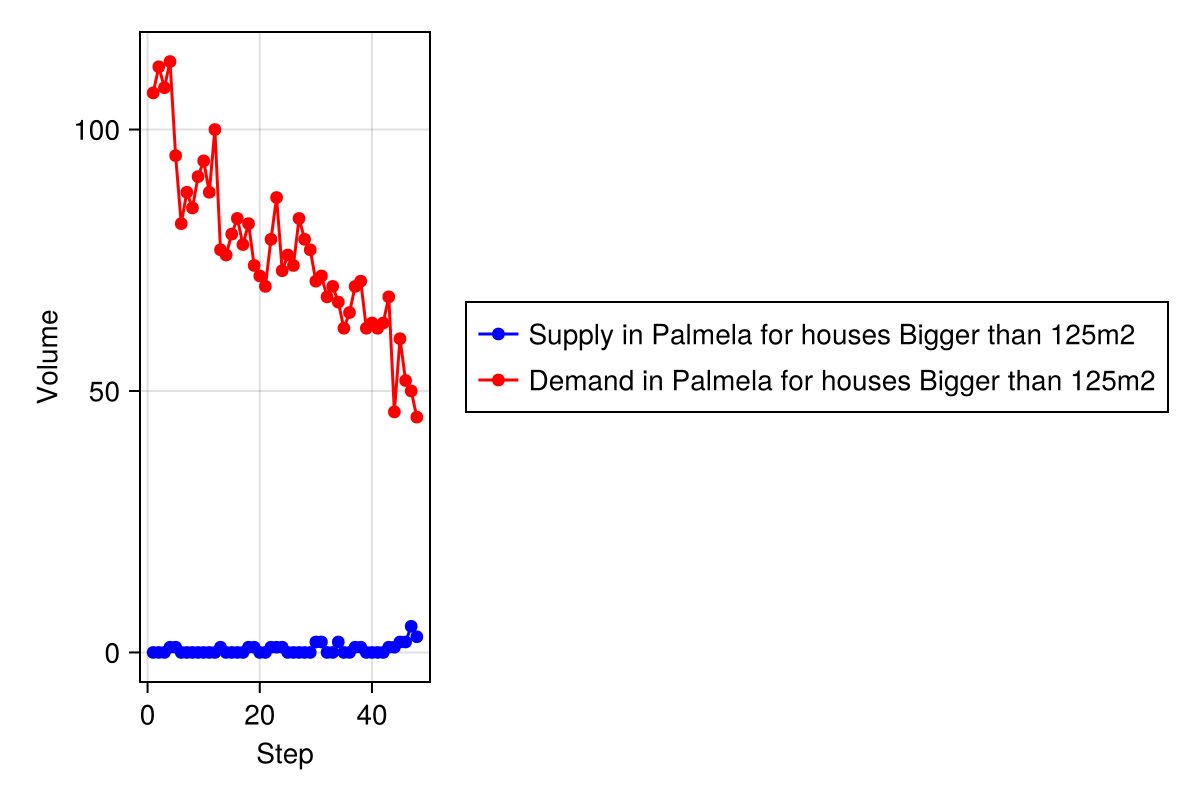 100
50
0
Volume
0 20 40
Step
Supply in Palmela for houses Bigger than 125m2
Demand in Palmela for houses Bigger than 125m2